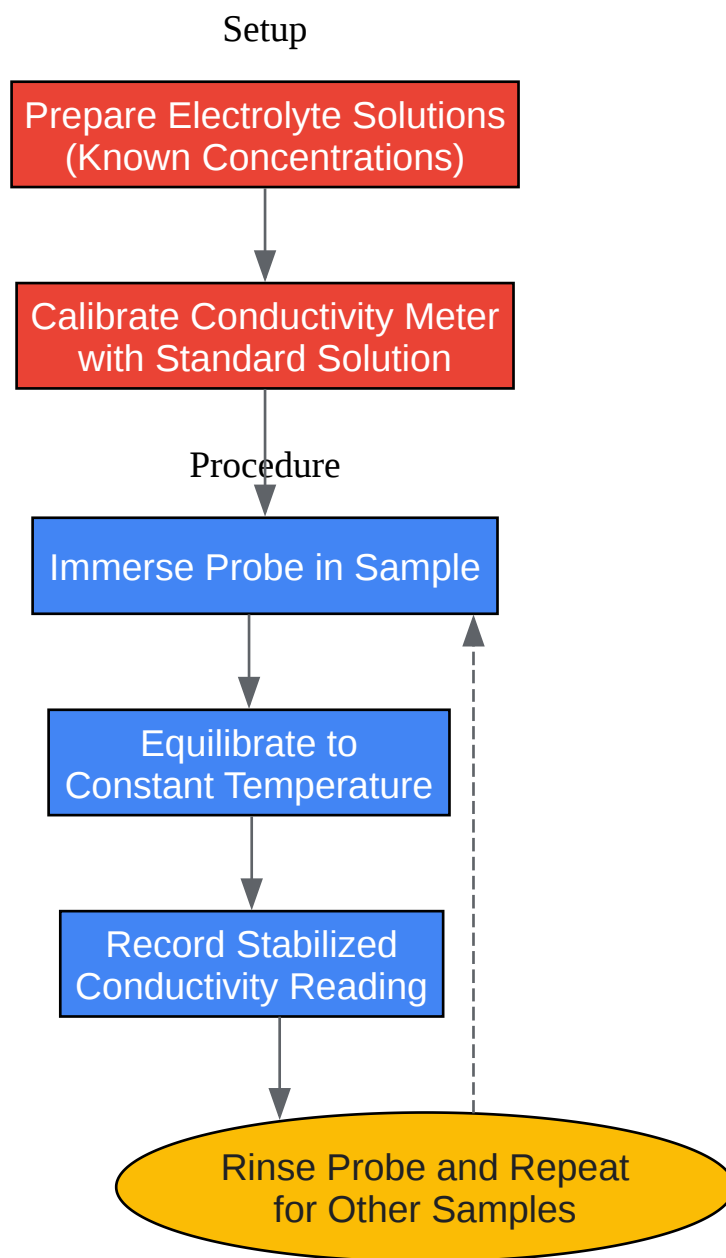 Setup
Prepare Electrolyte Solutions
(Known Concentrations)
Calibrate Conductivity Meter
with Standard Solution
Procedure
Immerse Probe in Sample
Equilibrate to
Constant Temperature
Record Stabilized
Conductivity Reading
Rinse Probe and Repeat
for Other Samples